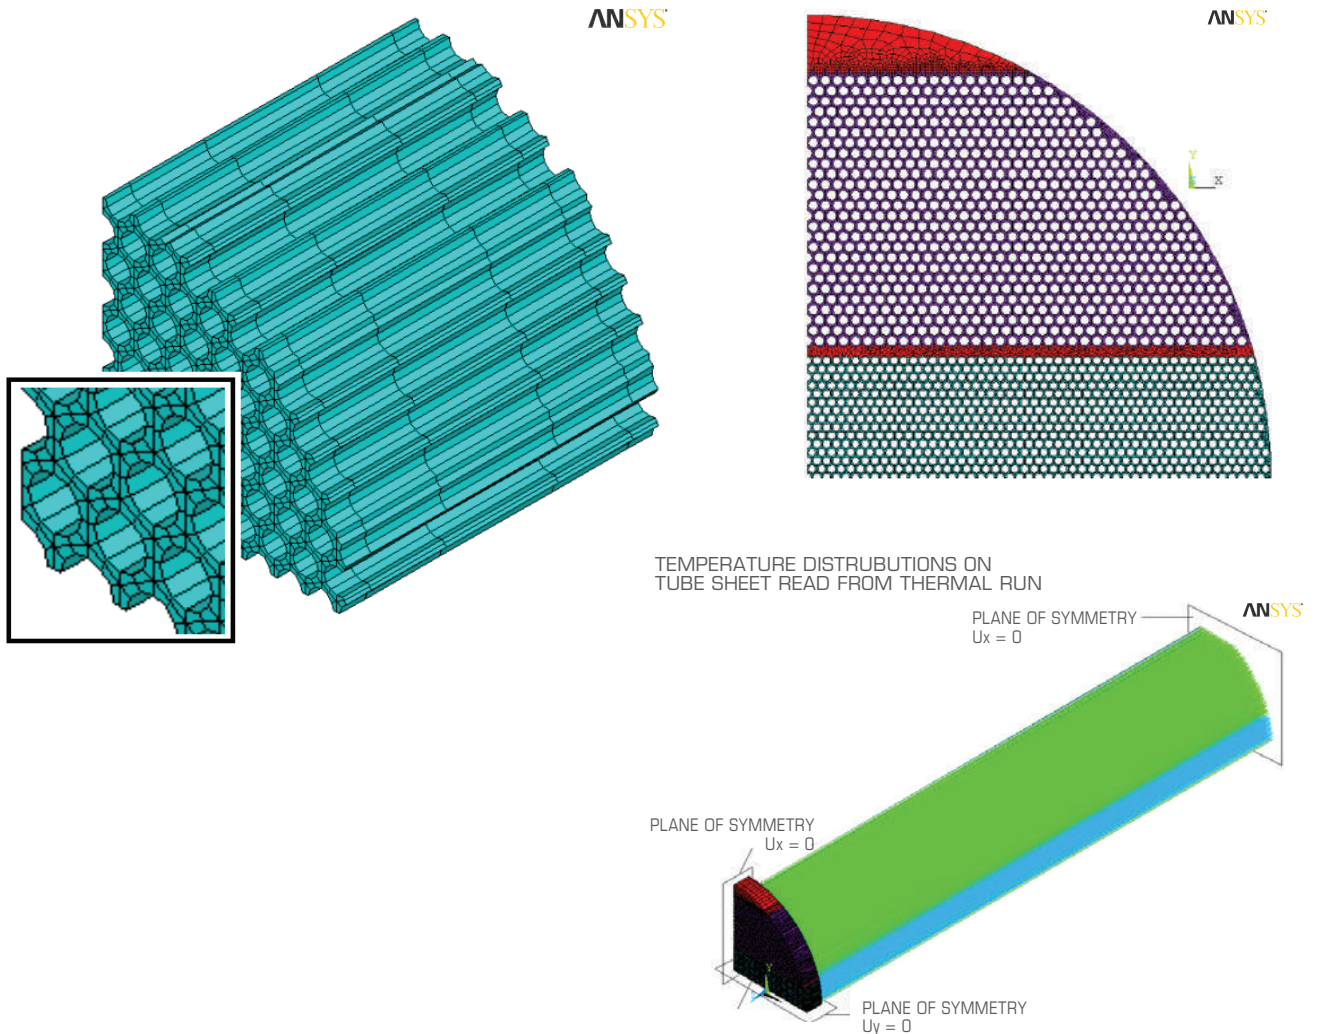 ANSYS
ANSYS
Y
X
TEMPERATURE DISTRUBUTIONS ON
TUBE SHEET READ FROM THERMAL RUN
ANSYS
PLANE OF SYMMETRY
Ux = 0
PLANE OF SYMMETRY
Ux = 0
Y
PLANE OF SYMMETRY
Uy = 0